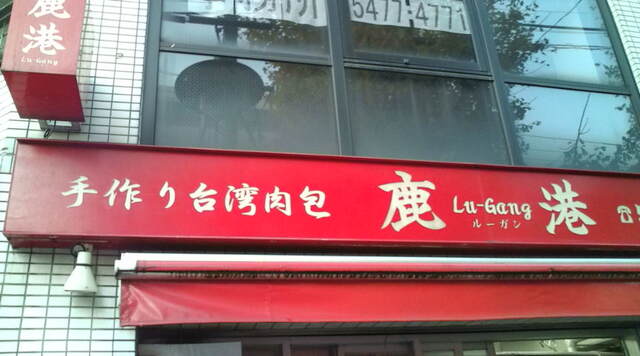 鹿港
Lu-Gang
5477-4771
手作り台湾肉包
鹿港
Lu-Gang
ルーガン